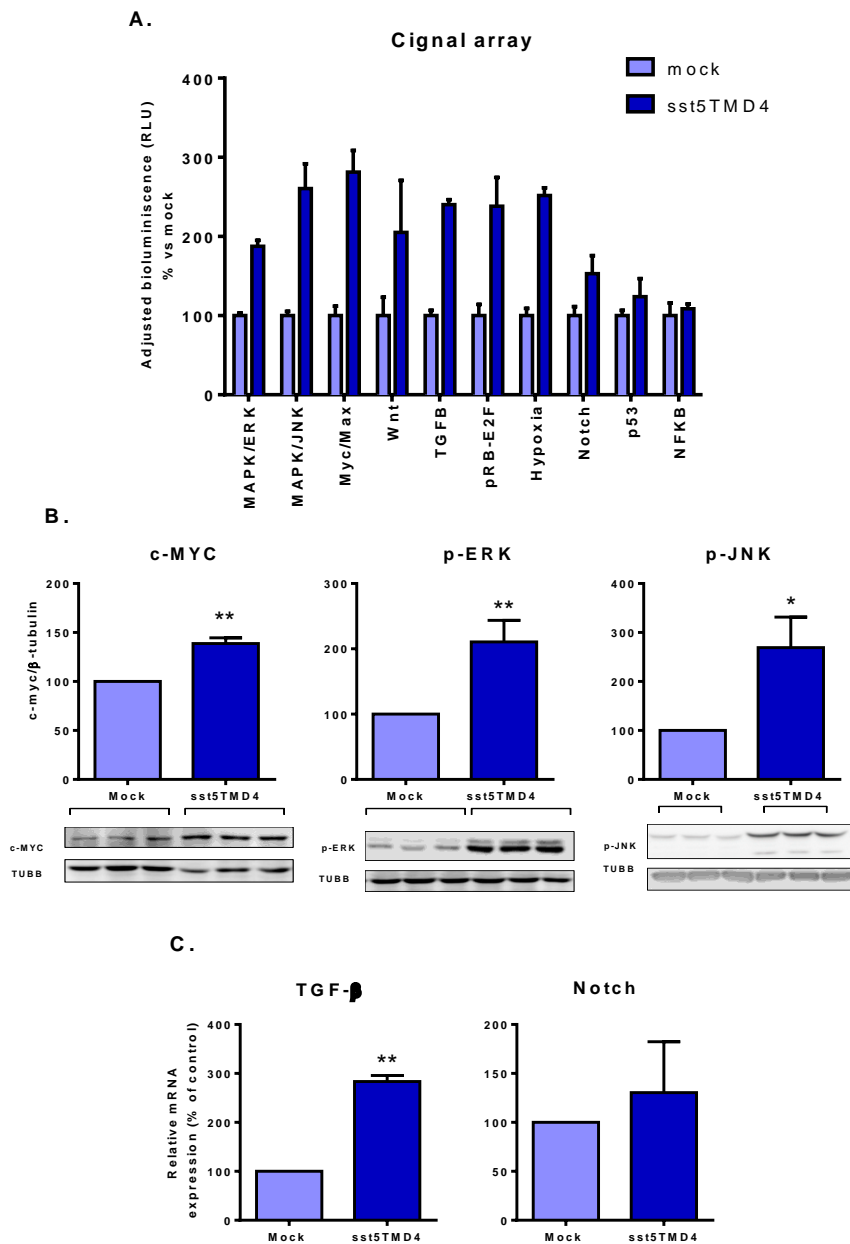 A.
Cignal array
mock
sst5TMD4
Adjusted bioluminiscence (RLU)
% vs mock
400
300
200
100
0
MAPK/ERK
MAPK/JNK
Myc/Max
Wnt
TGFB
pRB-E2F
Hypoxia
Notch
p53
NFKB
B.
c-MYC
c-myc/β-tubulin
200
150
100
50
0
**
Mock
sst5TMD4
c-MYC
TUBB
p-ERK
300
200
100
0
**
Mock
sst5TMD4
p-ERK
TUBB
p-JNK
400
300
200
100
0
*
Mock
sst5TMD4
p-JNK
TUBB
C.
TGF-β
Relative mRNA
expression (% of control)
400
300
200
100
0
**
Mock
sst5TMD4
Notch
200
150
100
50
0
Mock
sst5TMD4